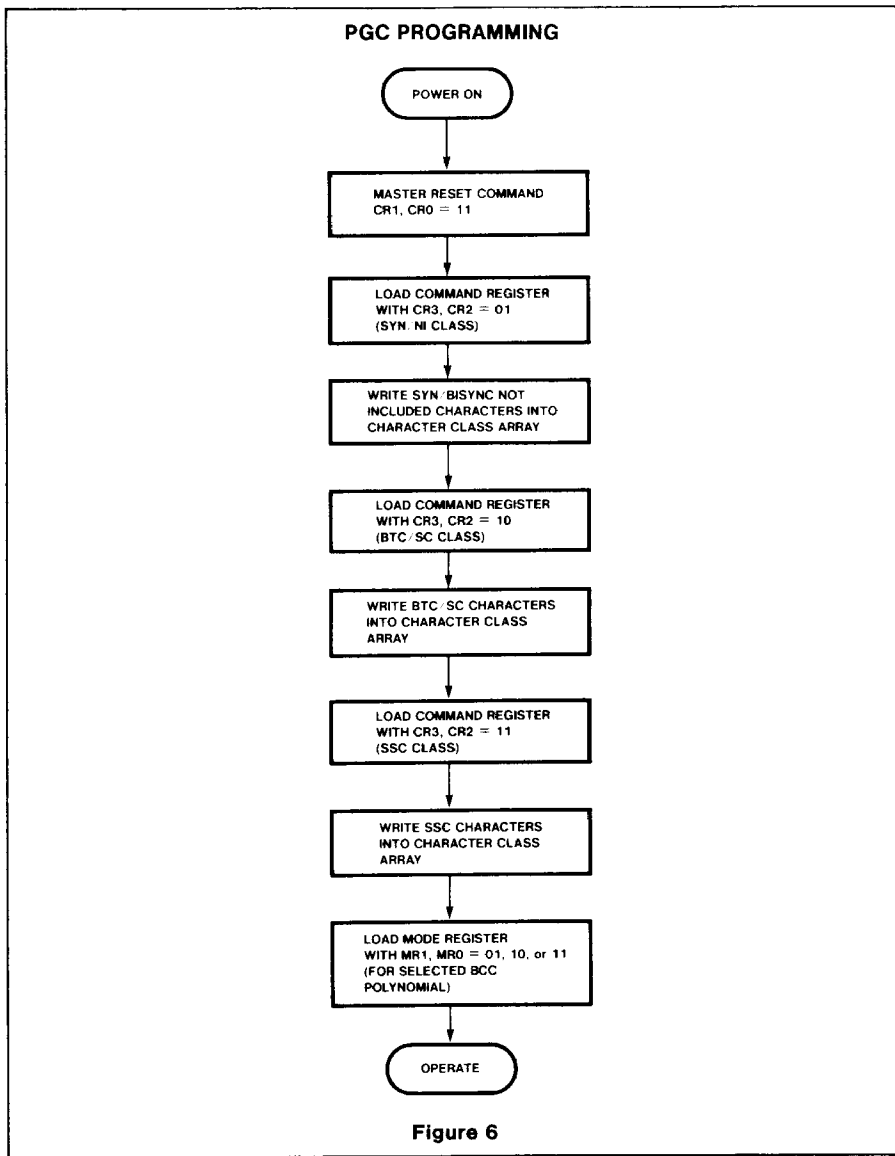 PGC PROGRAMMING
POWER ON
MASTER RESET COMMAND
CR1, CR0 = 11
LOAD COMMAND REGISTER
WITH CR3, CR2 = 01
(SYN/NI CLASS)
WRITE SYN/BISYNC NOT
INCLUDED CHARACTERS INTO
CHARACTER CLASS ARRAY
LOAD COMMAND REGISTER
WITH CR3, CR2 = 10
(BTC/SC CLASS)
WRITE BTC/SC CHARACTERS
INTO CHARACTER CLASS
ARRAY
LOAD COMMAND REGISTER
WITH CR3, CR2 = 11
(SSC CLASS)
WRITE SSC CHARACTERS
INTO CHARACTER CLASS
ARRAY
LOAD MODE REGISTER
WITH MR1, MR0 = 01, 10, or 11
(FOR SELECTED BCC
POLYNOMIAL)
OPERATE
Figure 6